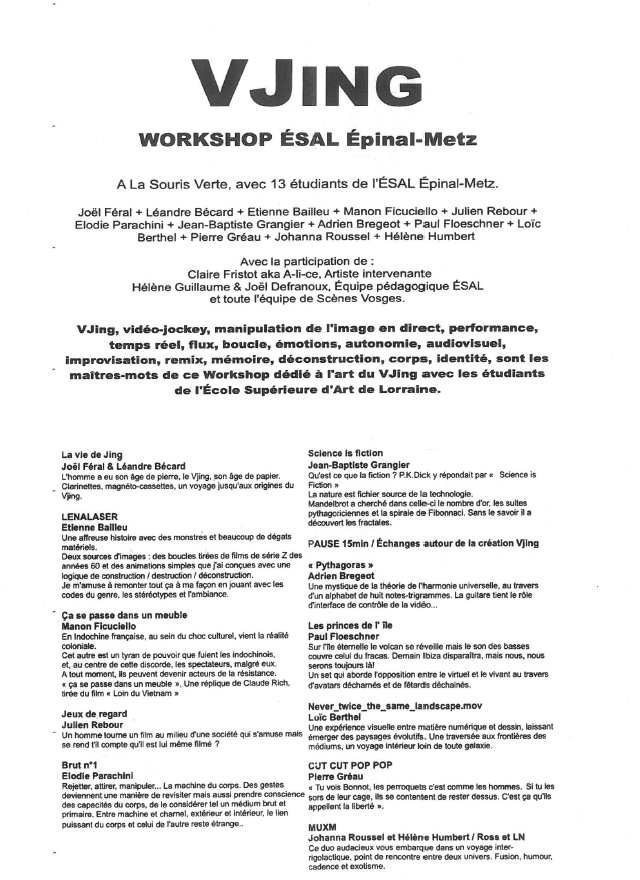 VJING
WORKSHOP ÉSAL Épinal-Metz
A La Souris Verte, avec 13 étudiants de l'ÉSAL Épinal-Metz.
Joël Féral + Léandre Bécard + Etienne Bailleu + Manon Ficuciello + Julien Rebour +
Elodie Parachini + Jean-Baptiste Grangier + Adrien Bregeot + Paul Floeschner + Loïc
Berthel + Pierre Gréau + Johanna Roussel + Hélène Humbert
Avec la participation de :
Claire Fristot aka A-li-ce, Artiste intervenante
Hélène Guillaume & Joël Defranoux, Équipe pédagogique ÉSAL
et toute l'équipe de Scènes Vosges.
VJing, vidéo-jockey, manipulation de l'image en direct, performance,
temps réel, flux, boucle, émotions, autonomie, audiovisuel,
improvisation, remix, mémoire, déconstruction, corps, identité, sont les
maîtres-mots de ce Workshop dédié à l'art du VJing avec les étudiants
de l'École Supérieure d'Art de Lorraine.
La vie de Jing
Joël Féral & Léandre Bécard
L'homme a eu son âge de pierre, le Vjing, son âge de papier.
Clarinettes, magnéto-cassettes, un voyage jusqu'aux origines du
Vjing.
LENALASER
Etienne Bailleu
Une affreuse histoire avec des monstres et beaucoup de dégats
matériels.
Deux sources d'images : des boucles tirées de films de série Z des
années 60 et des animations simples que j'ai conçues avec une
logique de construction / destruction / déconstruction.
Je m'amuse à remonter tout ça à ma façon en jouant avec les
codes du genre, les stéréotypes et l'ambiance.
Ça se passe dans un meuble
Manon Ficuciello
En Indochine française, au sein du choc culturel, vient la réalité
coloniale.
Cet autre est un tyran de pouvoir que fuient les indochinois,
et, au centre de cette discorde, les spectateurs, malgré eux.
A tout moment, ils peuvent devenir acteurs de la résistance.
« ça se passe dans un meuble », Une réplique de Claude Rich,
tirée du film « Loin du Vietnam »
Jeux de regard
Julien Rebour
Un homme tourne un film au milieu d'une société qui s'amuse mais
se rend t'il compte qu'il est lui même filmé ?
Brut n°1
Elodie Parachini
Rejetter, attirer, manipuler... La machine du corps. Des gestes
deviennent une manière de revisiter mais aussi prendre conscience
des capacités du corps, de le considérer tel un médium brut et
primaire. Entre machine et charnel, extérieur et intérieur, le lien
puissant du corps et celui de l'autre reste étrange..
Science is fiction
Jean-Baptiste Grangier
Qu'est ce que la fiction ? P.K.Dick y répondait par « Science is
Fiction »
La nature est fichier source de la technologie.
Mandelbrot a cherché dans celle-ci le nombre d'or, les suites
pythagoriciennes et la spirale de Fibonnaci. Sans le savoir il a
découvert les fractales.
PAUSE 15min / Échanges autour de la création Vjing
« Pythagoras »
Adrien Bregeot
Une mystique de la théorie de l'harmonie universelle, au travers
d'un alphabet de huit notes-trigrammes. La guitare tient le rôle
d'interface de contrôle de la vidéo...
Les princes de l' île
Paul Floeschner
Sur l'île éternelle le volcan se réveille mais le son des basses
couvre celui du fracas. Demain Ibiza disparaîtra, mais nous, nous
serons toujours là!
Un set qui aborde l'opposition entre le virtuel et le vivant au travers
d'avatars décharnés et de fêtards déchainés.
Never_twice_the_same_landscape.mov
Loïc Berthel
Une expérience visuelle entre matière numérique et dessin, laissant
émerger des paysages évolutifs. Une traversée aux frontières des
médiums, un voyage intérieur loin de toute galaxie.
CUT CUT POP POP
Pierre Gréau
« Tu vois Bonnot, les perroquets c'est comme les hommes. Si tu les
sors de leur cage, ils se contentent de rester dessus. C'est ça qu'ils
appellent la liberté ».
MUXM
Johanna Roussel et Hélène Humbert / Ross et LN
Ce duo audacieux vous embarque dans un voyage inter-
rigolactique, point de rencontre entre deux univers. Fusion, humour,
cadence et exotisme.